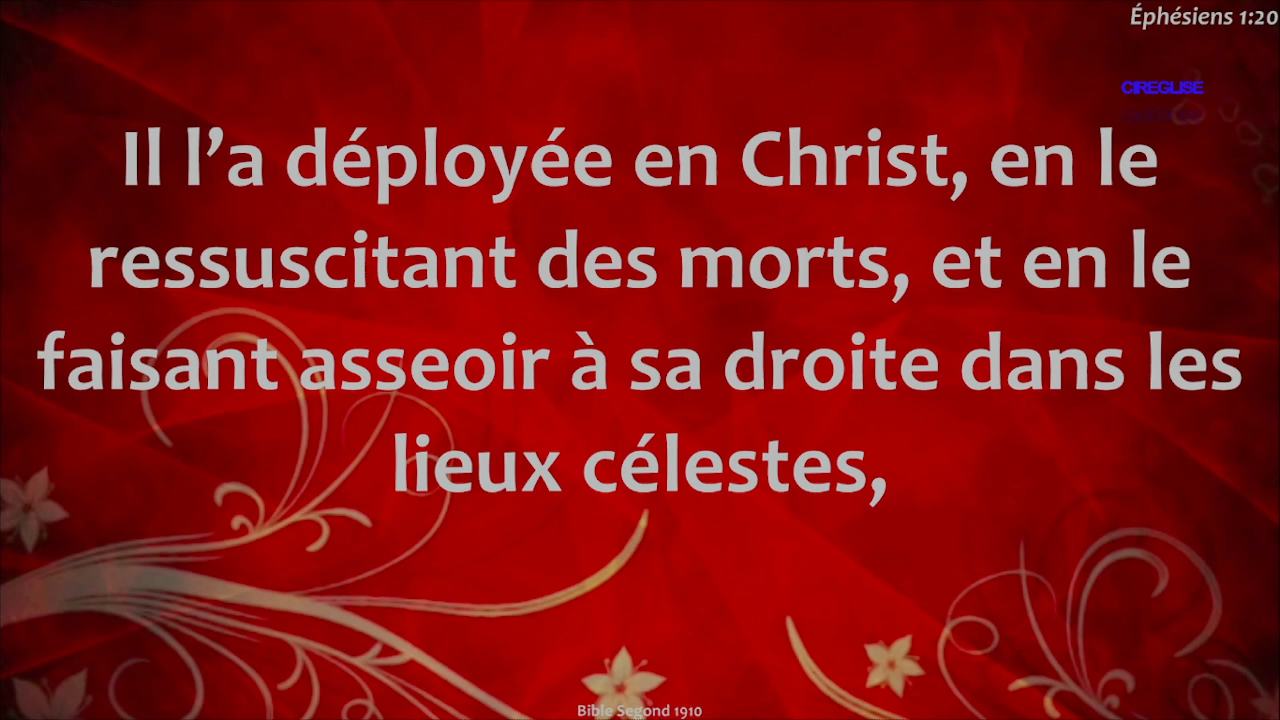 Éphésiens 1:20
CIREGLISE
Il l’a déployée en Christ, en le
ressuscitant des morts, et en le
faisant asseoir à sa droite dans les
lieux célestes,
Bible Segond 1910